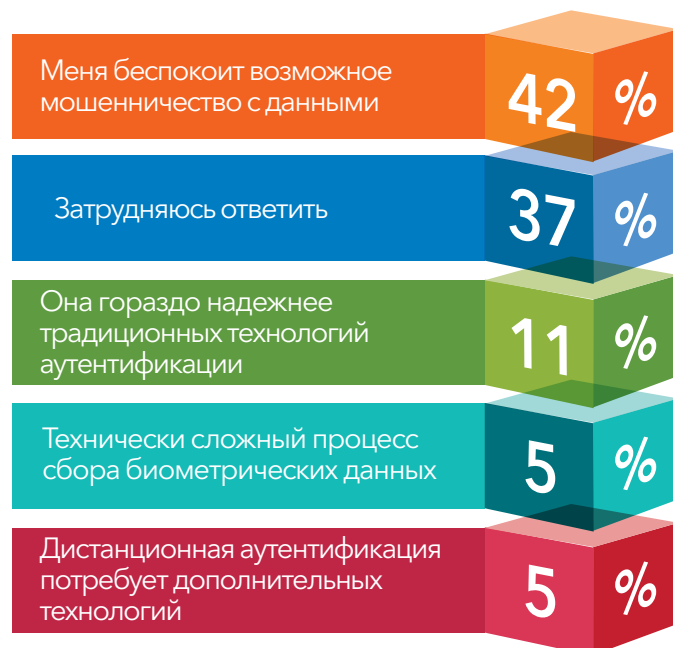 Меня беспокоит возможное
мошенничество с данными
42 %
Затрудняюсь ответить
37 %
Она гораздо надежнее
традиционных технологий
аутентификации
11 %
Технически сложный процесс
сбора биометрических данных
5 %
Дистанционная аутентификация
потребует дополнительных
технологий
5 %